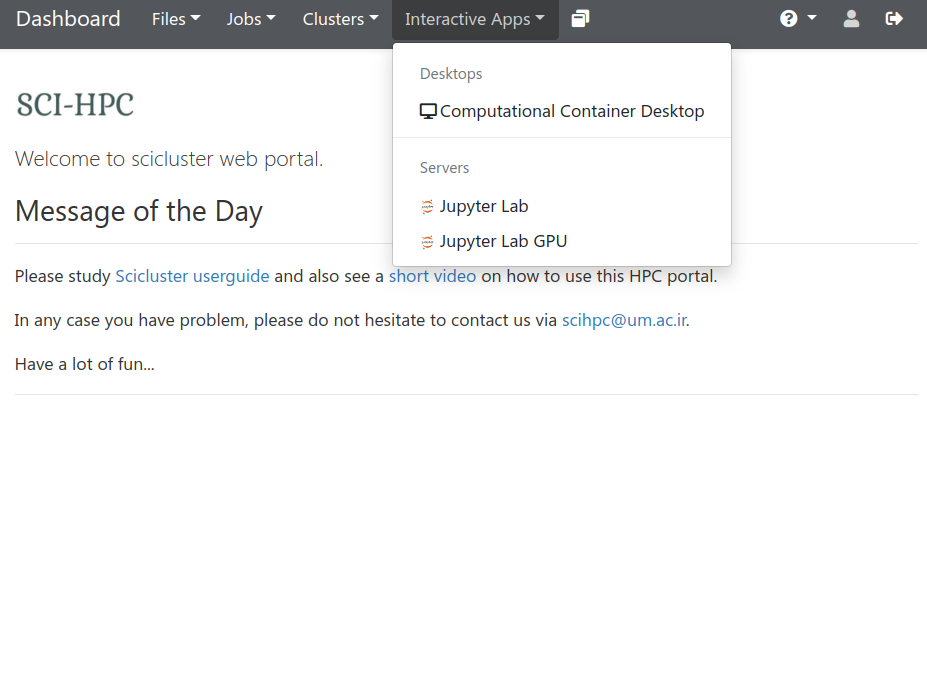 Dashboard Files Jobs Clusters Interactive Apps
Desktops
Computational Container Desktop
Servers
Jupyter Lab
Jupyter Lab GPU
SCI-HPC
Welcome to scicluster web portal.
Message of the Day
Please study Scicluster userguide and also see a short video on how to use this HPC portal.
In any case you have problem, please do not hesitate to contact us via scihpc@um.ac.ir.
Have a lot of fun...